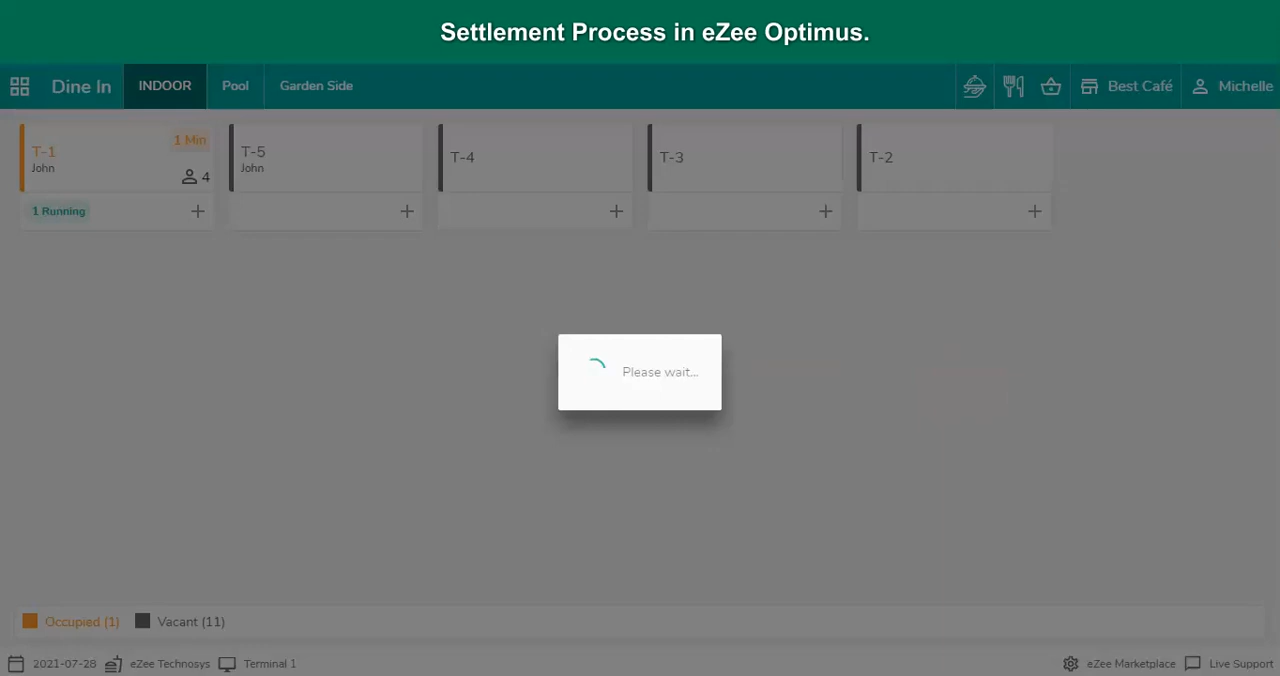 Settlement Process in eZee Optimus.
Dine In INDOOR Pool Garden Side Best Café Michelle
T-1 1 Min T-5 T-4 T-3 T-2
John 4 John
1 Running
Please wait...
Occupied (1) Vacant (11)
2021-07-28 eZee Technosys Terminal 1 eZee Marketplace Live Support